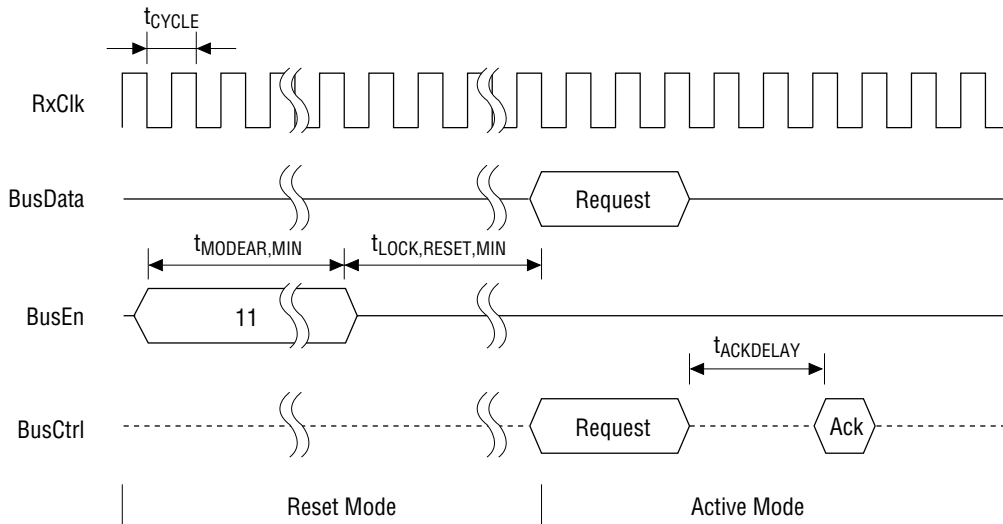 tCYCLE
RxClk
BusData
Request
tMODEAR,MIN
tLOCK,RESET,MIN
BusEn
11
tACKDELAY
BusCtrl
Request
Ack
Reset Mode
Active Mode